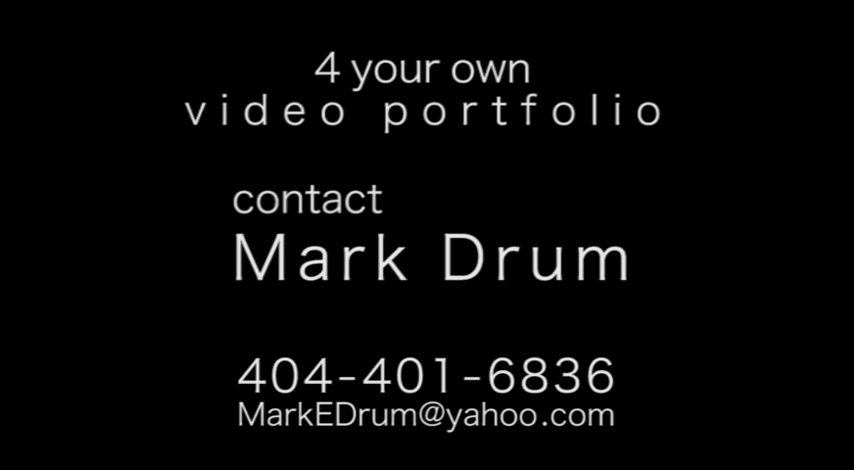 4 your own
video portfolio
contact
Mark Drum
404-401-6836
MarkEDrum@yahoo.com